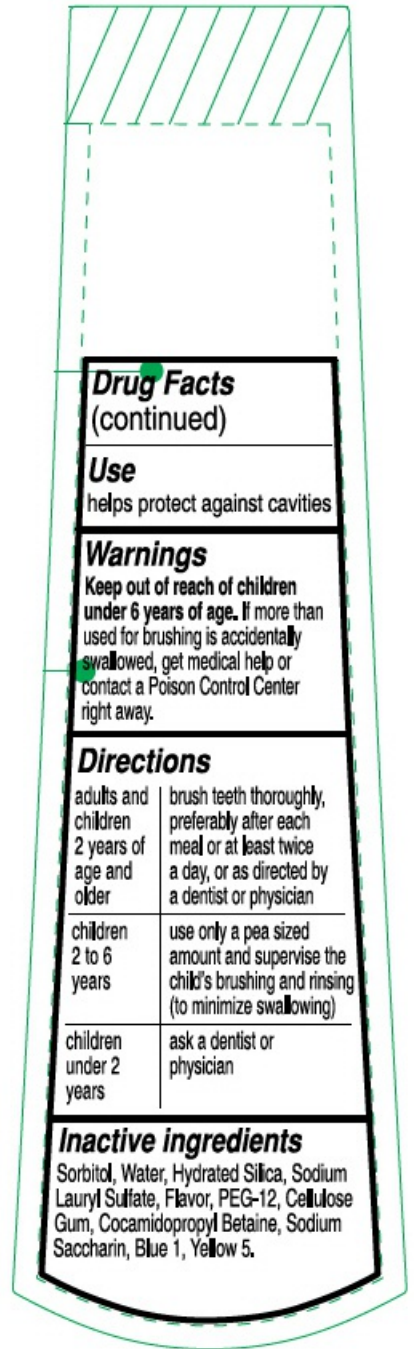 Drug Facts
(continued)
Use
helps protect against cavities
Warnings
Keep out of reach of children
under 6 years of age. If more than
used for brushing is accidentally
swallowed, get medical help or
contact a Poison Control Center
right away.
Directions
adults and
children
2 years of
age and
older
brush teeth thoroughly,
preferably after each
meal or at least twice
a day, or as directed by
a dentist or physician
children
2 to 6
years
use only a pea sized
amount and supervise the
child's brushing and rinsing
(to minimize swallowing)
children
under 2
years
ask a dentist or
physician
Inactive ingredients
Sorbitol, Water, Hydrated Silica, Sodium
Lauryl Sulfate, Flavor, PEG-12, Cellulose
Gum, Cocamidopropyl Betaine, Sodium
Saccharin, Blue 1, Yellow 5.